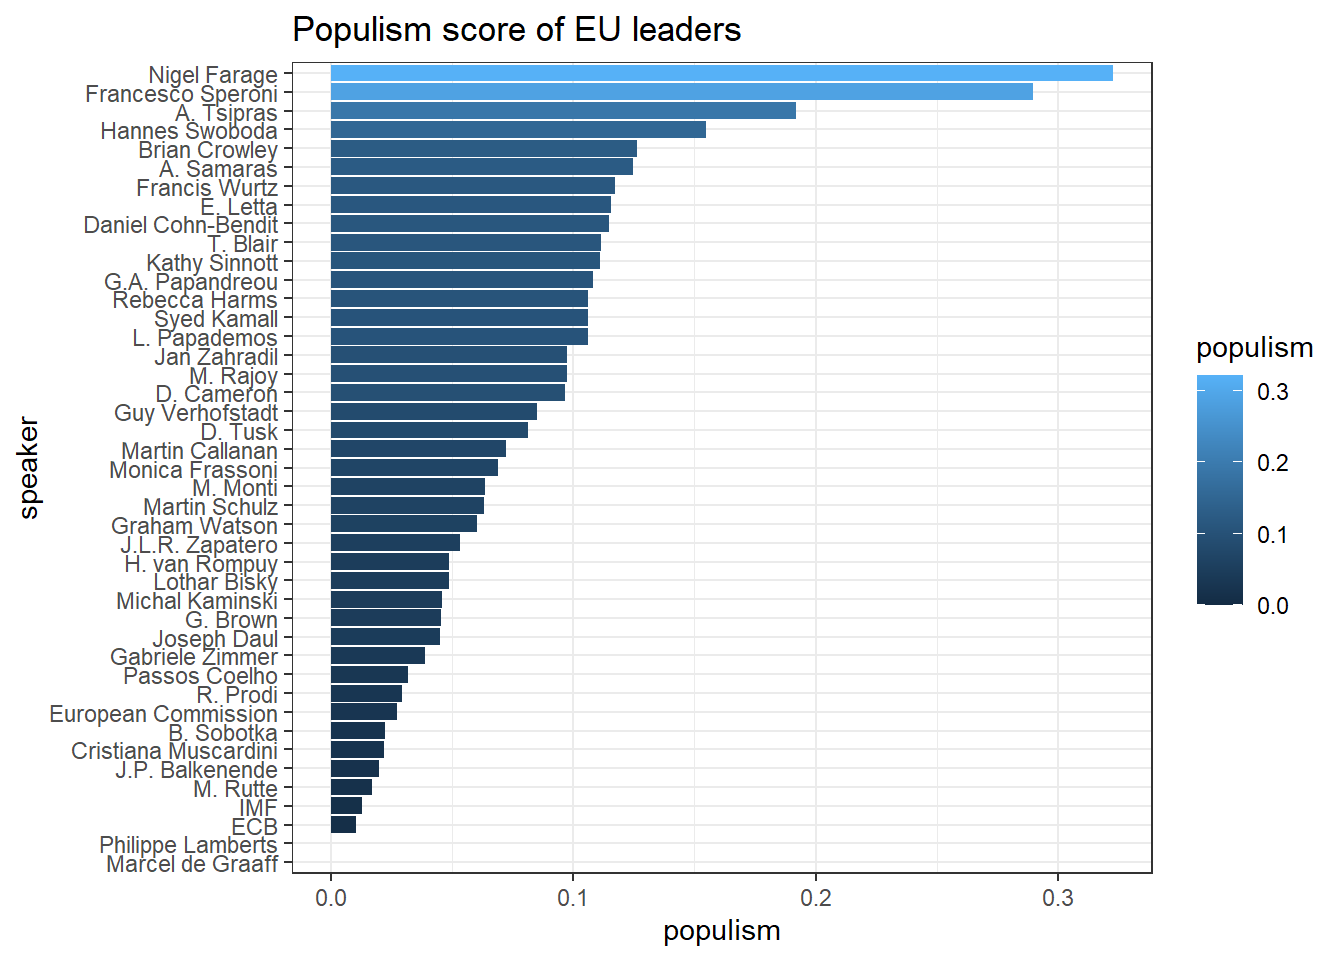 Populism score of EU leaders
speaker
Nigel Farage
Francesco Speroni
A. Tsipras
Hannes Swoboda
Brian Crowley
A. Samaras
Francis Wurtz
E. Letta
Daniel Cohn-Bendit
T. Blair
Kathy Sinnott
G.A. Papandreou
Rebecca Harms
Syed Kamall
L. Papademos
Jan Zahradil
M. Rajoy
D. Cameron
Guy Verhofstadt
D. Tusk
Martin Callanan
Monica Frassoni
M. Monti
Martin Schulz
Graham Watson
J.L.R. Zapatero
H. van Rompuy
Lothar Bisky
Michal Kaminski
G. Brown
Joseph Daul
Gabriele Zimmer
Passos Coelho
R. Prodi
European Commission
B. Sobotka
Cristiana Muscardini
J.P. Balkenende
M. Rutte
IMF
ECB
Philippe Lamberts
Marcel de Graaff
0.0 0.1 0.2 0.3
populism
populism
0.3
0.2
0.1
0.0